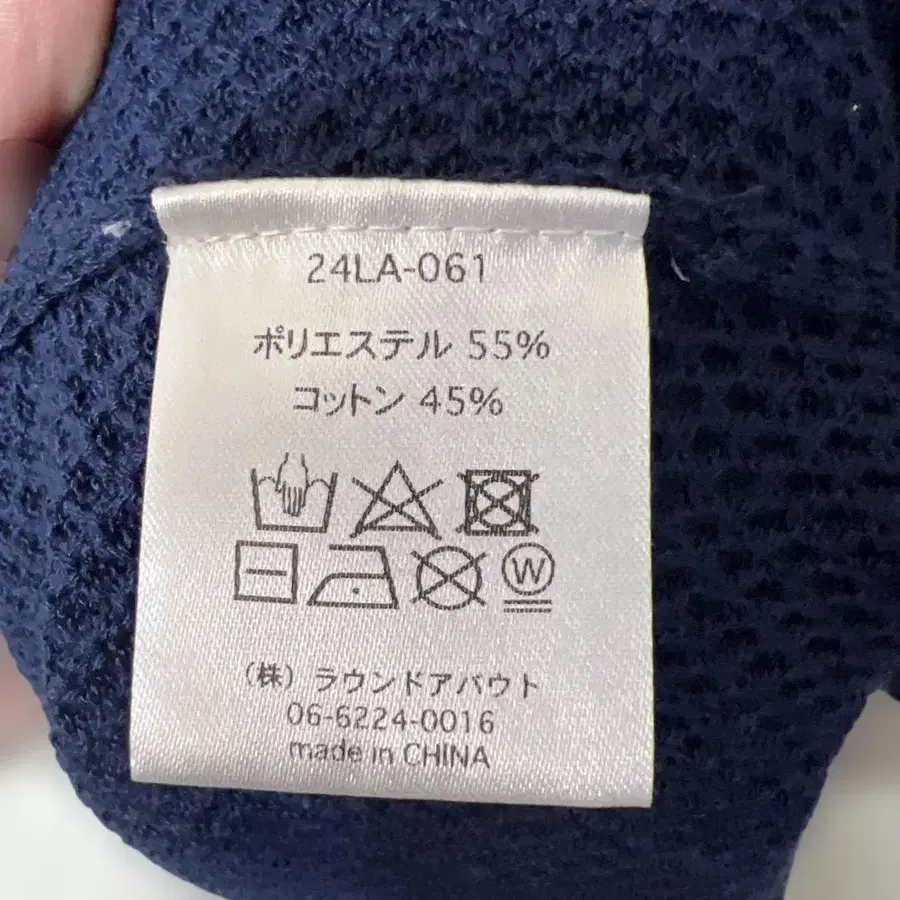 24LA-061
ポリエステル 55%
コットン 45%
W
(株) ラウンドアバウト
06-6224-0016
made in CHINA